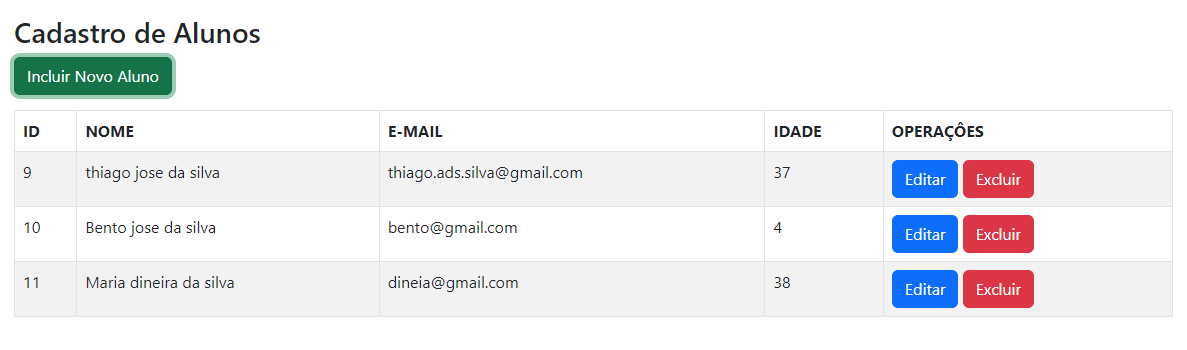 Cadastro de Alunos
Incluir Novo Aluno
ID NOME E-MAIL IDADE OPERAÇÔES
9 thiago jose da silva thiago.ads.silva@gmail.com 37 Editar Excluir
10 Bento jose da silva bento@gmail.com 4 Editar Excluir
11 Maria dineira da silva dineia@gmail.com 38 Editar Excluir